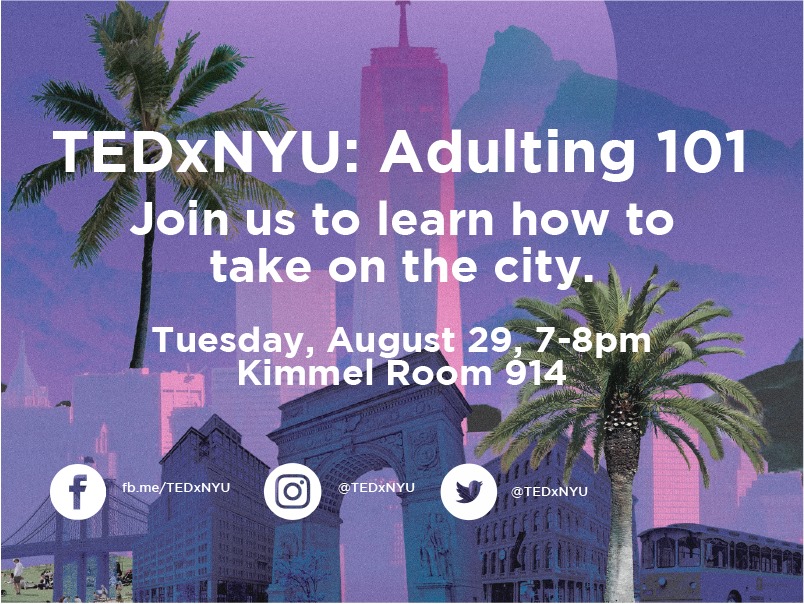 TEDxNYU: Adulting 101
Join us to learn how to
take on the city.
Tuesday, August 29, 7-8pm
Kimmel Room 914
fb.me/TEDxNYU
@TEDxNYU
@TEDxNYU